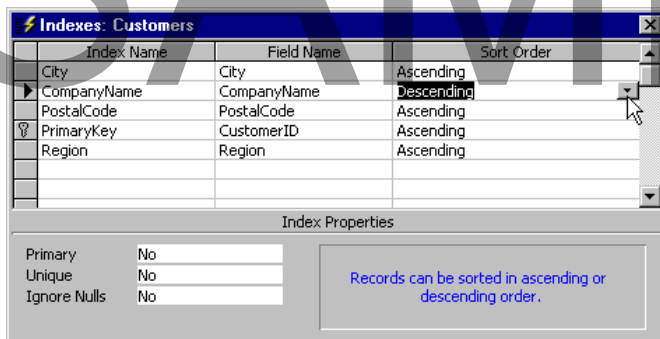 Indexes: Customers
Index Name Field Name Sort Order
City City Ascending
CompanyName CompanyName Descending
PostalCode PostalCode Ascending
PrimaryKey CustomerID Ascending
Region Region Ascending
Index Properties
Primary No
Unique No
Ignore Nulls No
Records can be sorted in ascending or
descending order.